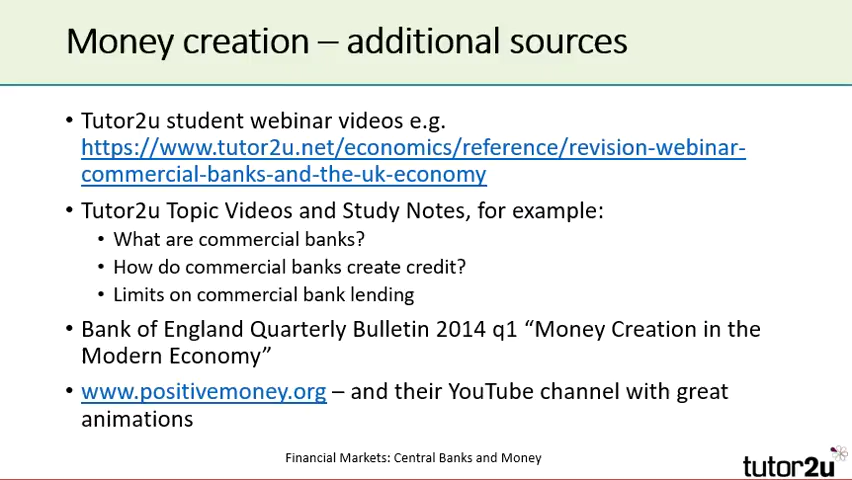 Money creation – additional sources
• Tutor2u student webinar videos e.g.
https://www.tutor2u.net/economics/reference/revision-webinar-
commercial-banks-and-the-uk-economy
• Tutor2u Topic Videos and Study Notes, for example:
• What are commercial banks?
• How do commercial banks create credit?
• Limits on commercial bank lending
• Bank of England Quarterly Bulletin 2014 q1 “Money Creation in the
Modern Economy”
• www.positivemoney.org – and their YouTube channel with great
animations
Financial Markets: Central Banks and Money
tutor2u